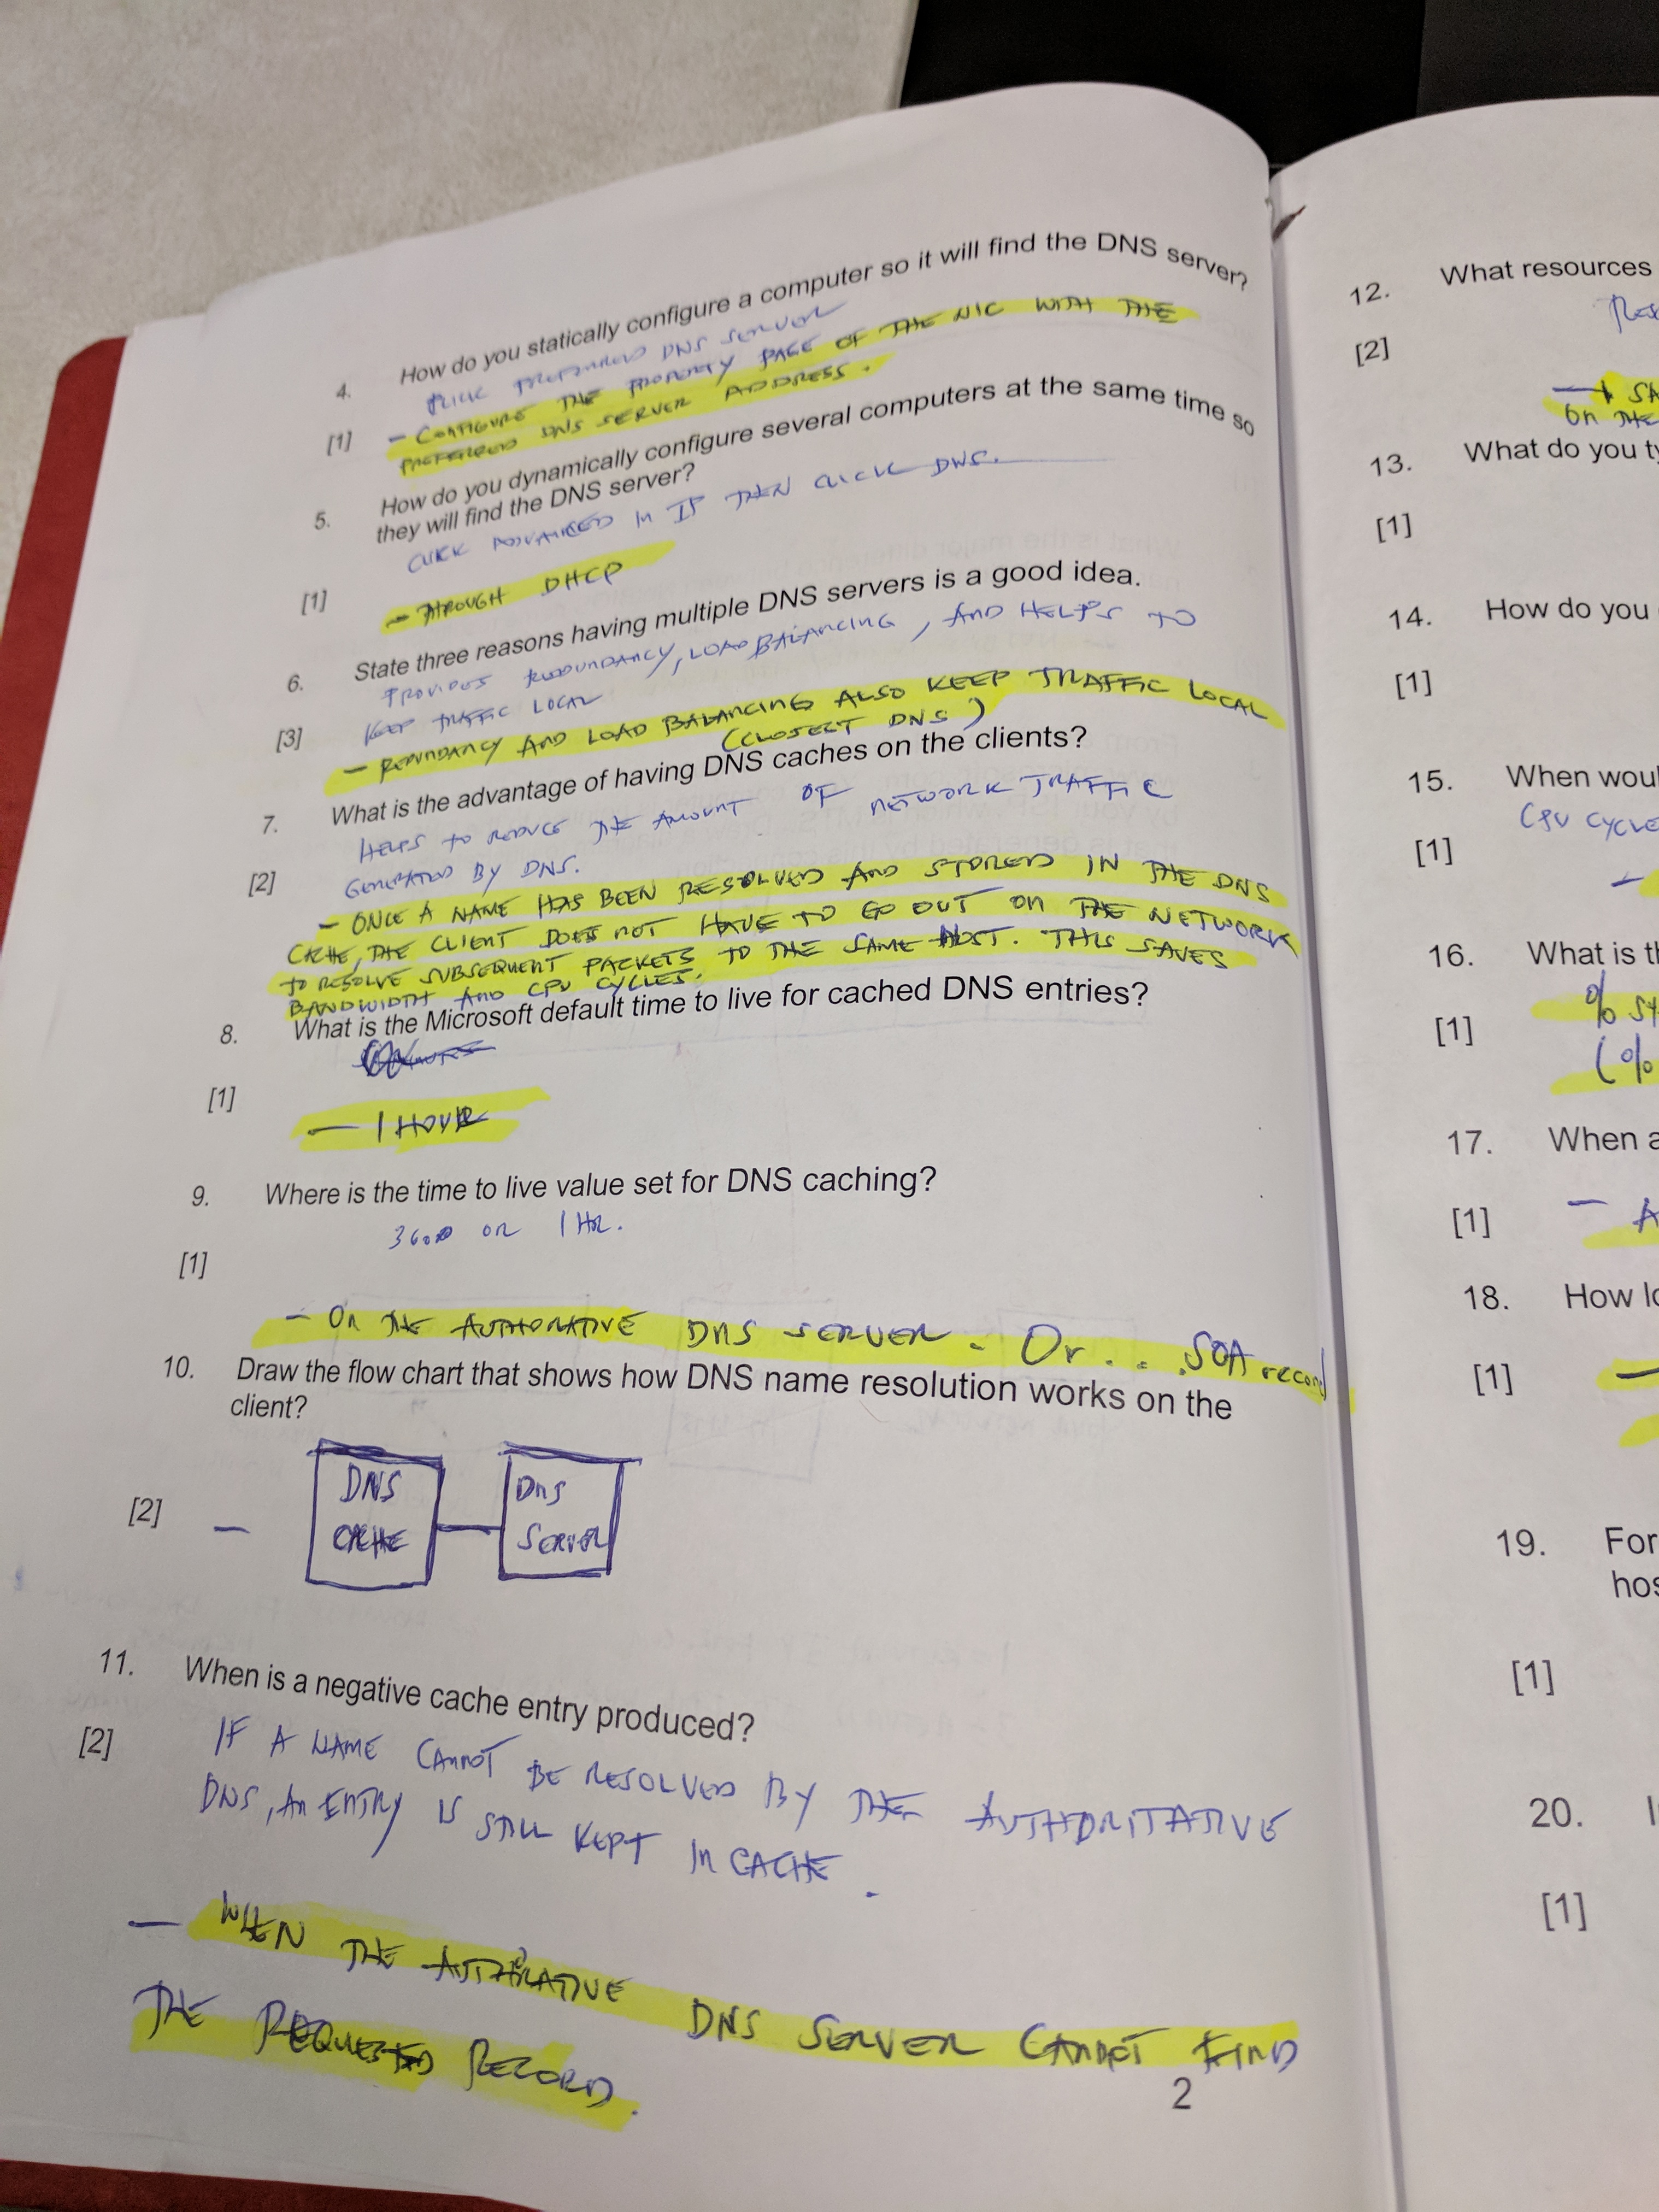 4. How do you statically configure a computer so it will find the DNS server?
PREFERRED DNS SERVER
[1] - CONFIGURE THE PROPERTY PAGE OF THE NIC WITH THE
PREFERRED DNS SERVER ADDRESS.
5. How do you dynamically configure several computers at the same time so
they will find the DNS server?
CLICK ADVANCED IN IP THEN CLICK DNS.
[1] - THROUGH DHCP
6. State three reasons having multiple DNS servers is a good idea.
PROVIDES REDUNDANCY, LOAD BALANCING, AND HELPS TO
[3] KEEP TRAFFIC LOCAL
- REDUNDANCY AND LOAD BALANCING ALSO KEEP TRAFFIC LOCAL
(CLOSEST DNS)
7. What is the advantage of having DNS caches on the clients?
HELPS TO REDUCE THE AMOUNT OF NETWORK TRAFFIC
[2] GENERATED BY DNS.
- ONCE A NAME HAS BEEN RESOLVED AND STORED IN THE DNS
CACHE, THE CLIENT DOES NOT HAVE TO GO OUT ON THE NETWORK
TO RESOLVE SUBSEQUENT PACKETS TO THE SAME HOST. THIS SAVES
BANDWIDTH AND CPU CYCLES.
8. What is the Microsoft default time to live for cached DNS entries?
[1]
- 1 HOUR
9. Where is the time to live value set for DNS caching?
3600 OR 1 HR.
[1]
- On THE AUTHORATIVE DNS SERVER - Or . . . SOA record
10. Draw the flow chart that shows how DNS name resolution works on the
client?
[2] - DNS
CACHE
DNS
SERVER
11. When is a negative cache entry produced?
[2] IF A NAME CANNOT BE RESOLVED BY THE AUTHORITATIVE
DNS, AN ENTRY IS STILL KEPT IN CACHE.
- WHEN THE AUTHORATIVE DNS SERVER CANNOT FIND
THE REQUESTED RECORD.
2
12. What resources
[2]
on THE
13. What do you ty
[1]
14. How do you
[1]
15. When woul
CPU CYCLE
[1] -
16. What is th
% SY
[1] (%
17. When a
[1] - A
18. How lo
[1] -
19. For
hos
[1]
20. I
[1]